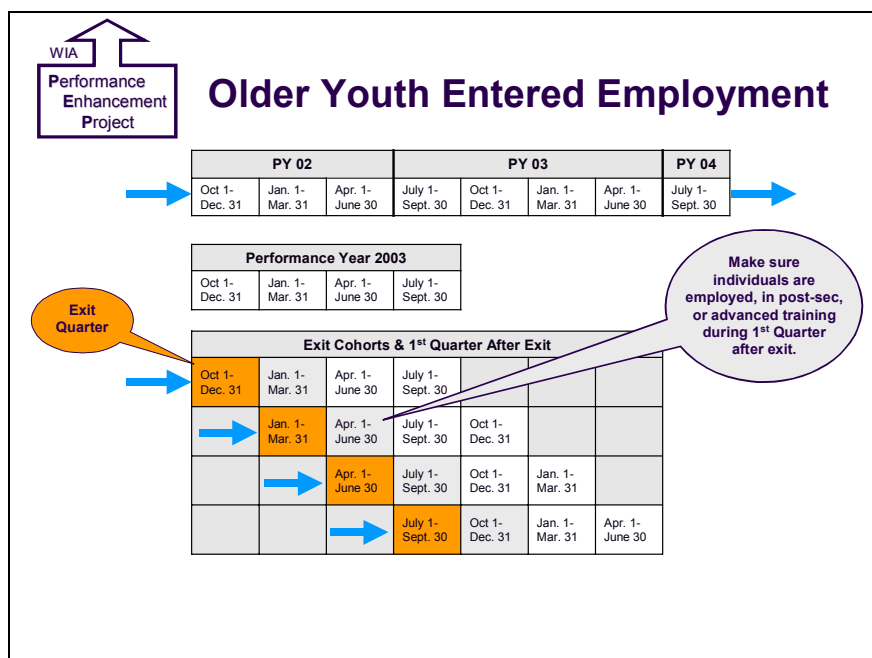 WIA
Performance
Enhancement
Project
Older Youth Entered Employment
PY 02 PY 03 PY 04
Oct 1- Jan. 1- Apr. 1- July 1- Oct 1- Jan. 1- Apr. 1- July 1-
Dec. 31 Mar. 31 June 30 Sept. 30 Dec. 31 Mar. 31 June 30 Sept. 30
Performance Year 2003
Oct 1- Jan. 1- Apr. 1- July 1-
Dec. 31 Mar. 31 June 30 Sept. 30
Make sure
individuals are
employed, in post-sec,
or advanced training
during 1st Quarter
after exit.
Exit
Quarter
Exit Cohorts & 1st Quarter After Exit
Oct 1- Jan. 1- Apr. 1- July 1-
Dec. 31 Mar. 31 June 30 Sept. 30
Jan. 1- Apr. 1- July 1- Oct 1-
Mar. 31 June 30 Sept. 30 Dec. 31
Apr. 1- July 1- Oct 1- Jan. 1-
June 30 Sept. 30 Dec. 31 Mar. 31
July 1- Oct 1- Jan. 1- Apr. 1-
Sept. 30 Dec. 31 Mar. 31 June 30